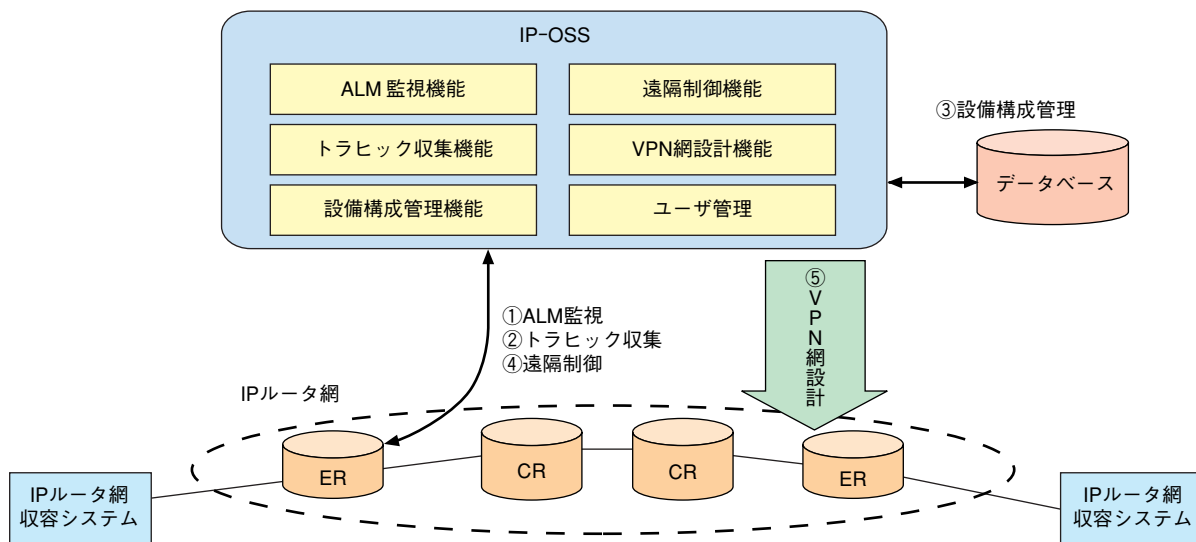 IP-OSS
ALM 監視機能
遠隔制御機能
トラヒック収集機能
VPN網設計機能
設備構成管理機能
ユーザ管理
③設備構成管理
データベース
①ALM監視
②トラヒック収集
④遠隔制御
⑤VPN網設計
IPルータ網
ER
CR
CR
ER
IPルータ網
収容システム
IPルータ網
収容システム